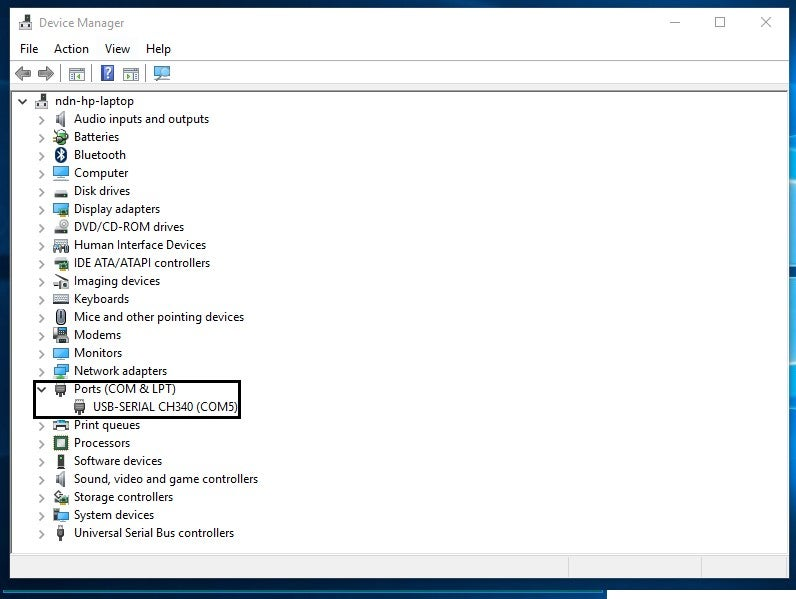 Device Manager
File Action View Help
ndn-hp-laptop
Audio inputs and outputs
Batteries
Bluetooth
Computer
Disk drives
Display adapters
DVD/CD-ROM drives
Human Interface Devices
IDE ATA/ATAPI controllers
Imaging devices
Keyboards
Mice and other pointing devices
Modems
Monitors
Network adapters
Ports (COM & LPT)
USB-SERIAL CH340 (COM5)
Print queues
Processors
Software devices
Sound, video and game controllers
Storage controllers
System devices
Universal Serial Bus controllers